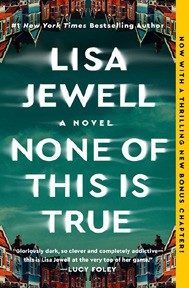 #1 New York Times Bestselling Author
LISA
JEWELL
A NOVEL
NONE OF
THIS IS
TRUE
"Gloriously dark, so clever and completely addictive—
this is Lisa Jewell at the very top of her game."
—LUCY FOLEY
NOW WITH A THRILLING NEW BONUS CHAPTER!